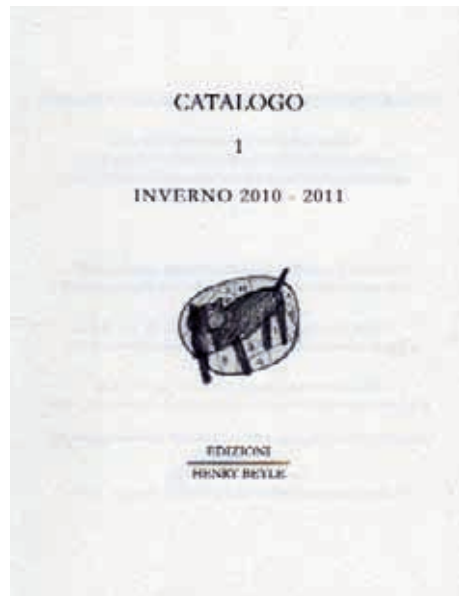 CATALOGO
1
INVERNO 2010 - 2011
EDIZIONI
HENRY BEYLE